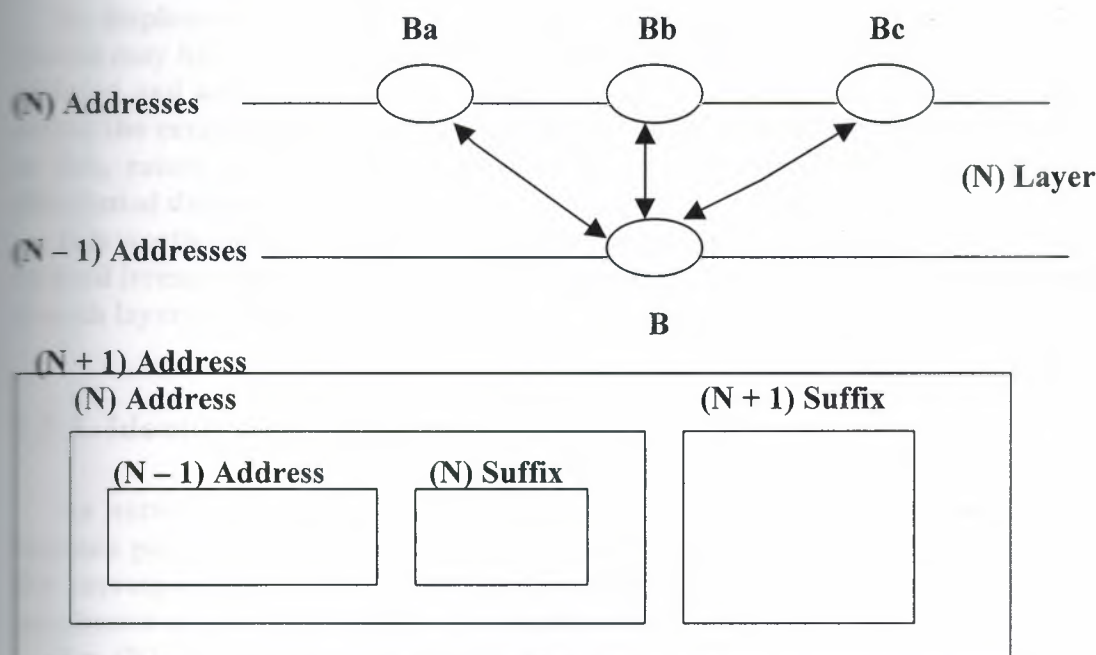 Ba Bb Bc
(N) Addresses
(N) Layer
(N – 1) Addresses
B
(N + 1) Address
(N) Address (N + 1) Suffix
(N – 1) Address (N) Suffix